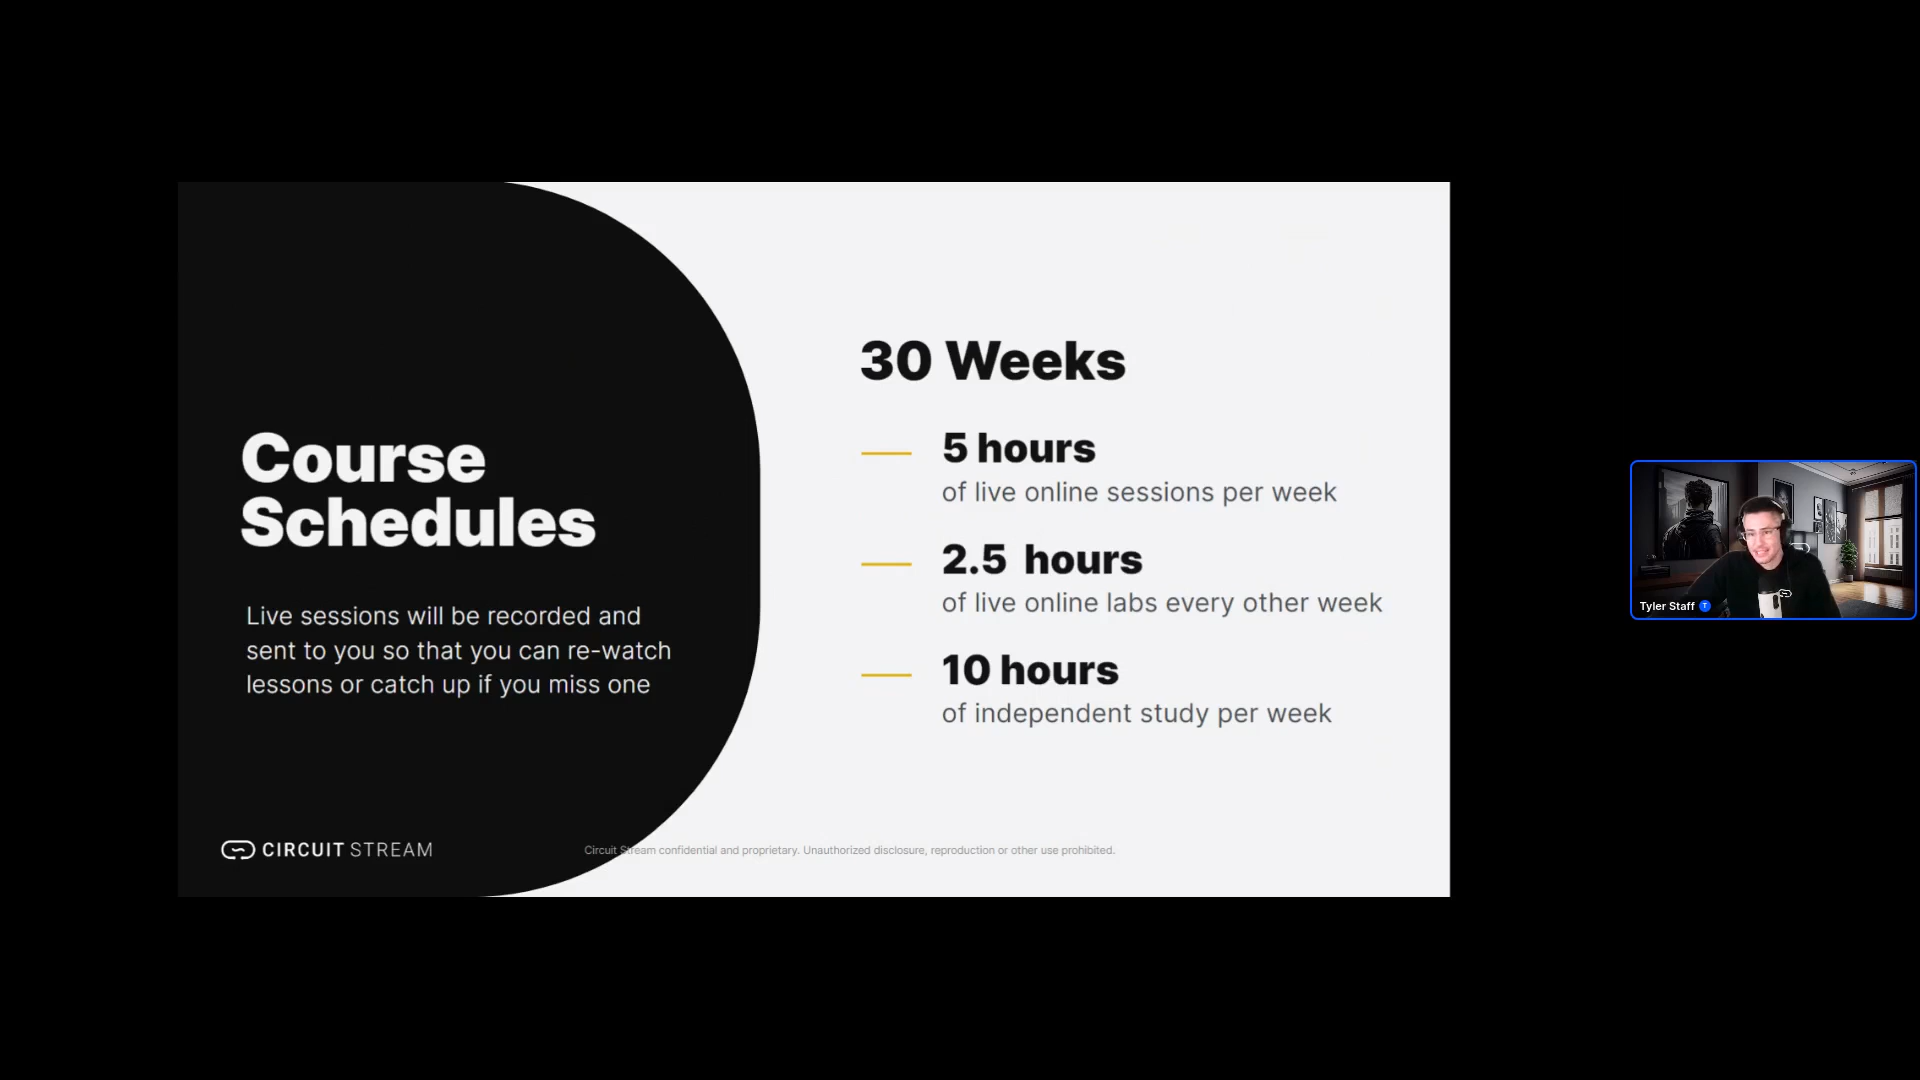 Course
Schedules
Live sessions will be recorded and
sent to you so that you can re-watch
lessons or catch up if you miss one
30 Weeks
5 hours
of live online sessions per week
2.5 hours
of live online labs every other week
10 hours
of independent study per week
CIRCUIT STREAM
Circuit Stream confidential and proprietary. Unauthorized disclosure, reproduction or other use prohibited.
Tyler Staff T